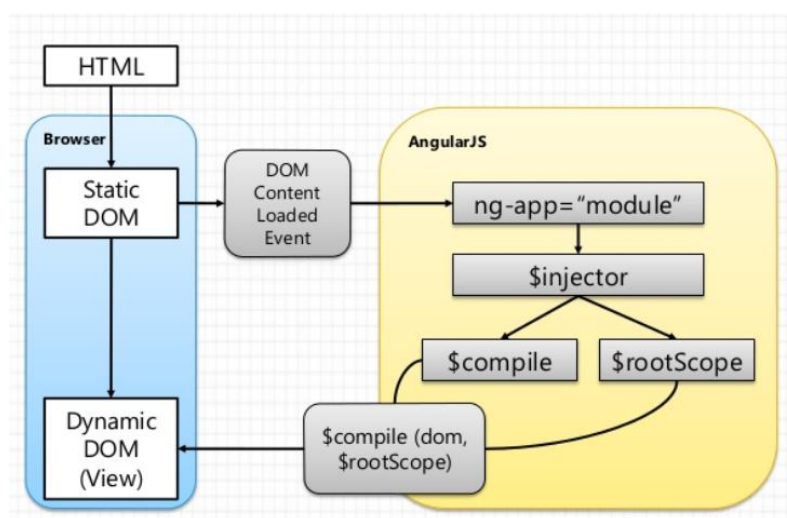 HTML
Browser
AngularJS
Static
DOM
DOM
Content
Loaded
Event
ng-app=“module”
$injector
$compile
$rootScope
Dynamic
DOM
(View)
$compile (dom,
$rootScope)